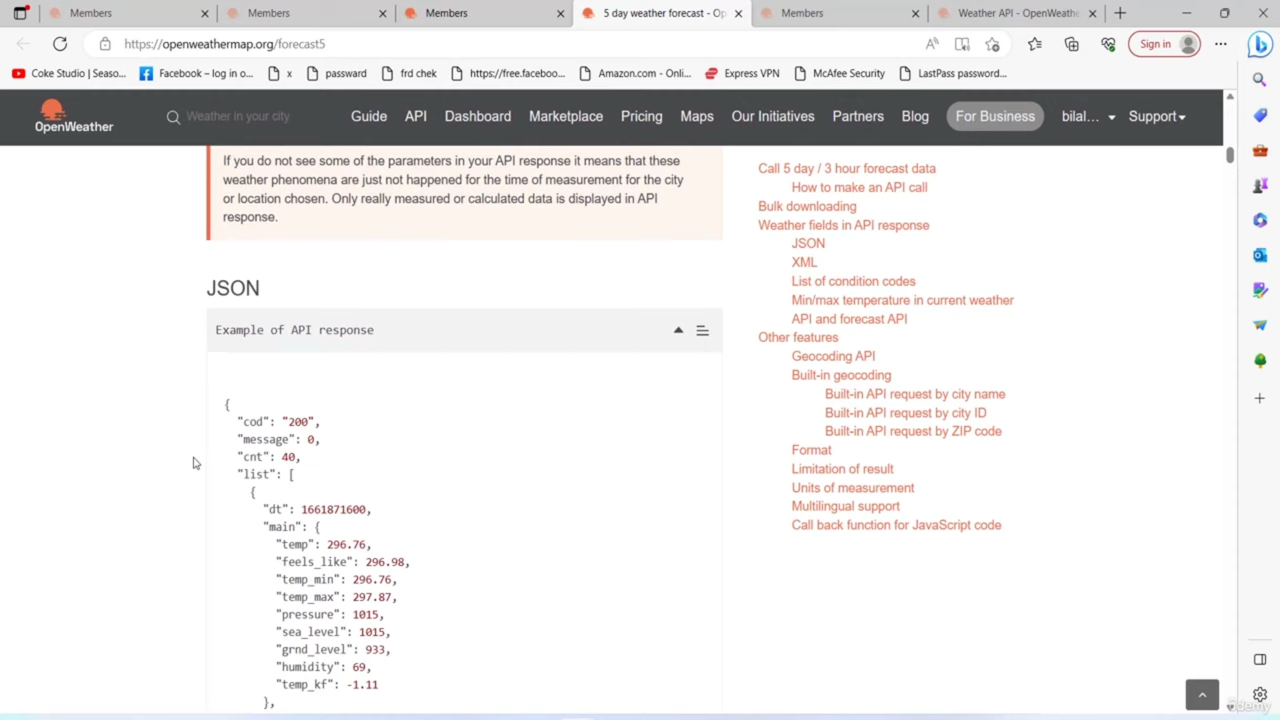 Members
Members
Members
5 day weather forecast - Op
Members
Weather API - OpenWeathe
https://openweathermap.org/forecast5
Sign in
Coke Studio | Seaso...
Facebook – log in o...
x
passward
frd chek
https://free.faceboo...
Amazon.com - Onli...
Express VPN
McAfee Security
LastPass password...
OpenWeather
Weather in your city
Guide
API
Dashboard
Marketplace
Pricing
Maps
Our Initiatives
Partners
Blog
For Business
bilal...
Support
If you do not see some of the parameters in your API response it means that these
weather phenomena are just not happened for the time of measurement for the city
or location chosen. Only really measured or calculated data is displayed in API
response.
JSON
Example of API response
{
"cod": "200",
"message": 0,
"cnt": 40,
"list": [
{
"dt": 1661871600,
"main": {
"temp": 296.76,
"feels_like": 296.98,
"temp_min": 296.76,
"temp_max": 297.87,
"pressure": 1015,
"sea_level": 1015,
"grnd_level": 933,
"humidity": 69,
"temp_kf": -1.11
},
Call 5 day / 3 hour forecast data
How to make an API call
Bulk downloading
Weather fields in API response
JSON
XML
List of condition codes
Min/max temperature in current weather
API and forecast API
Other features
Geocoding API
Built-in geocoding
Built-in API request by city name
Built-in API request by city ID
Built-in API request by ZIP code
Format
Limitation of result
Units of measurement
Multilingual support
Call back function for JavaScript code